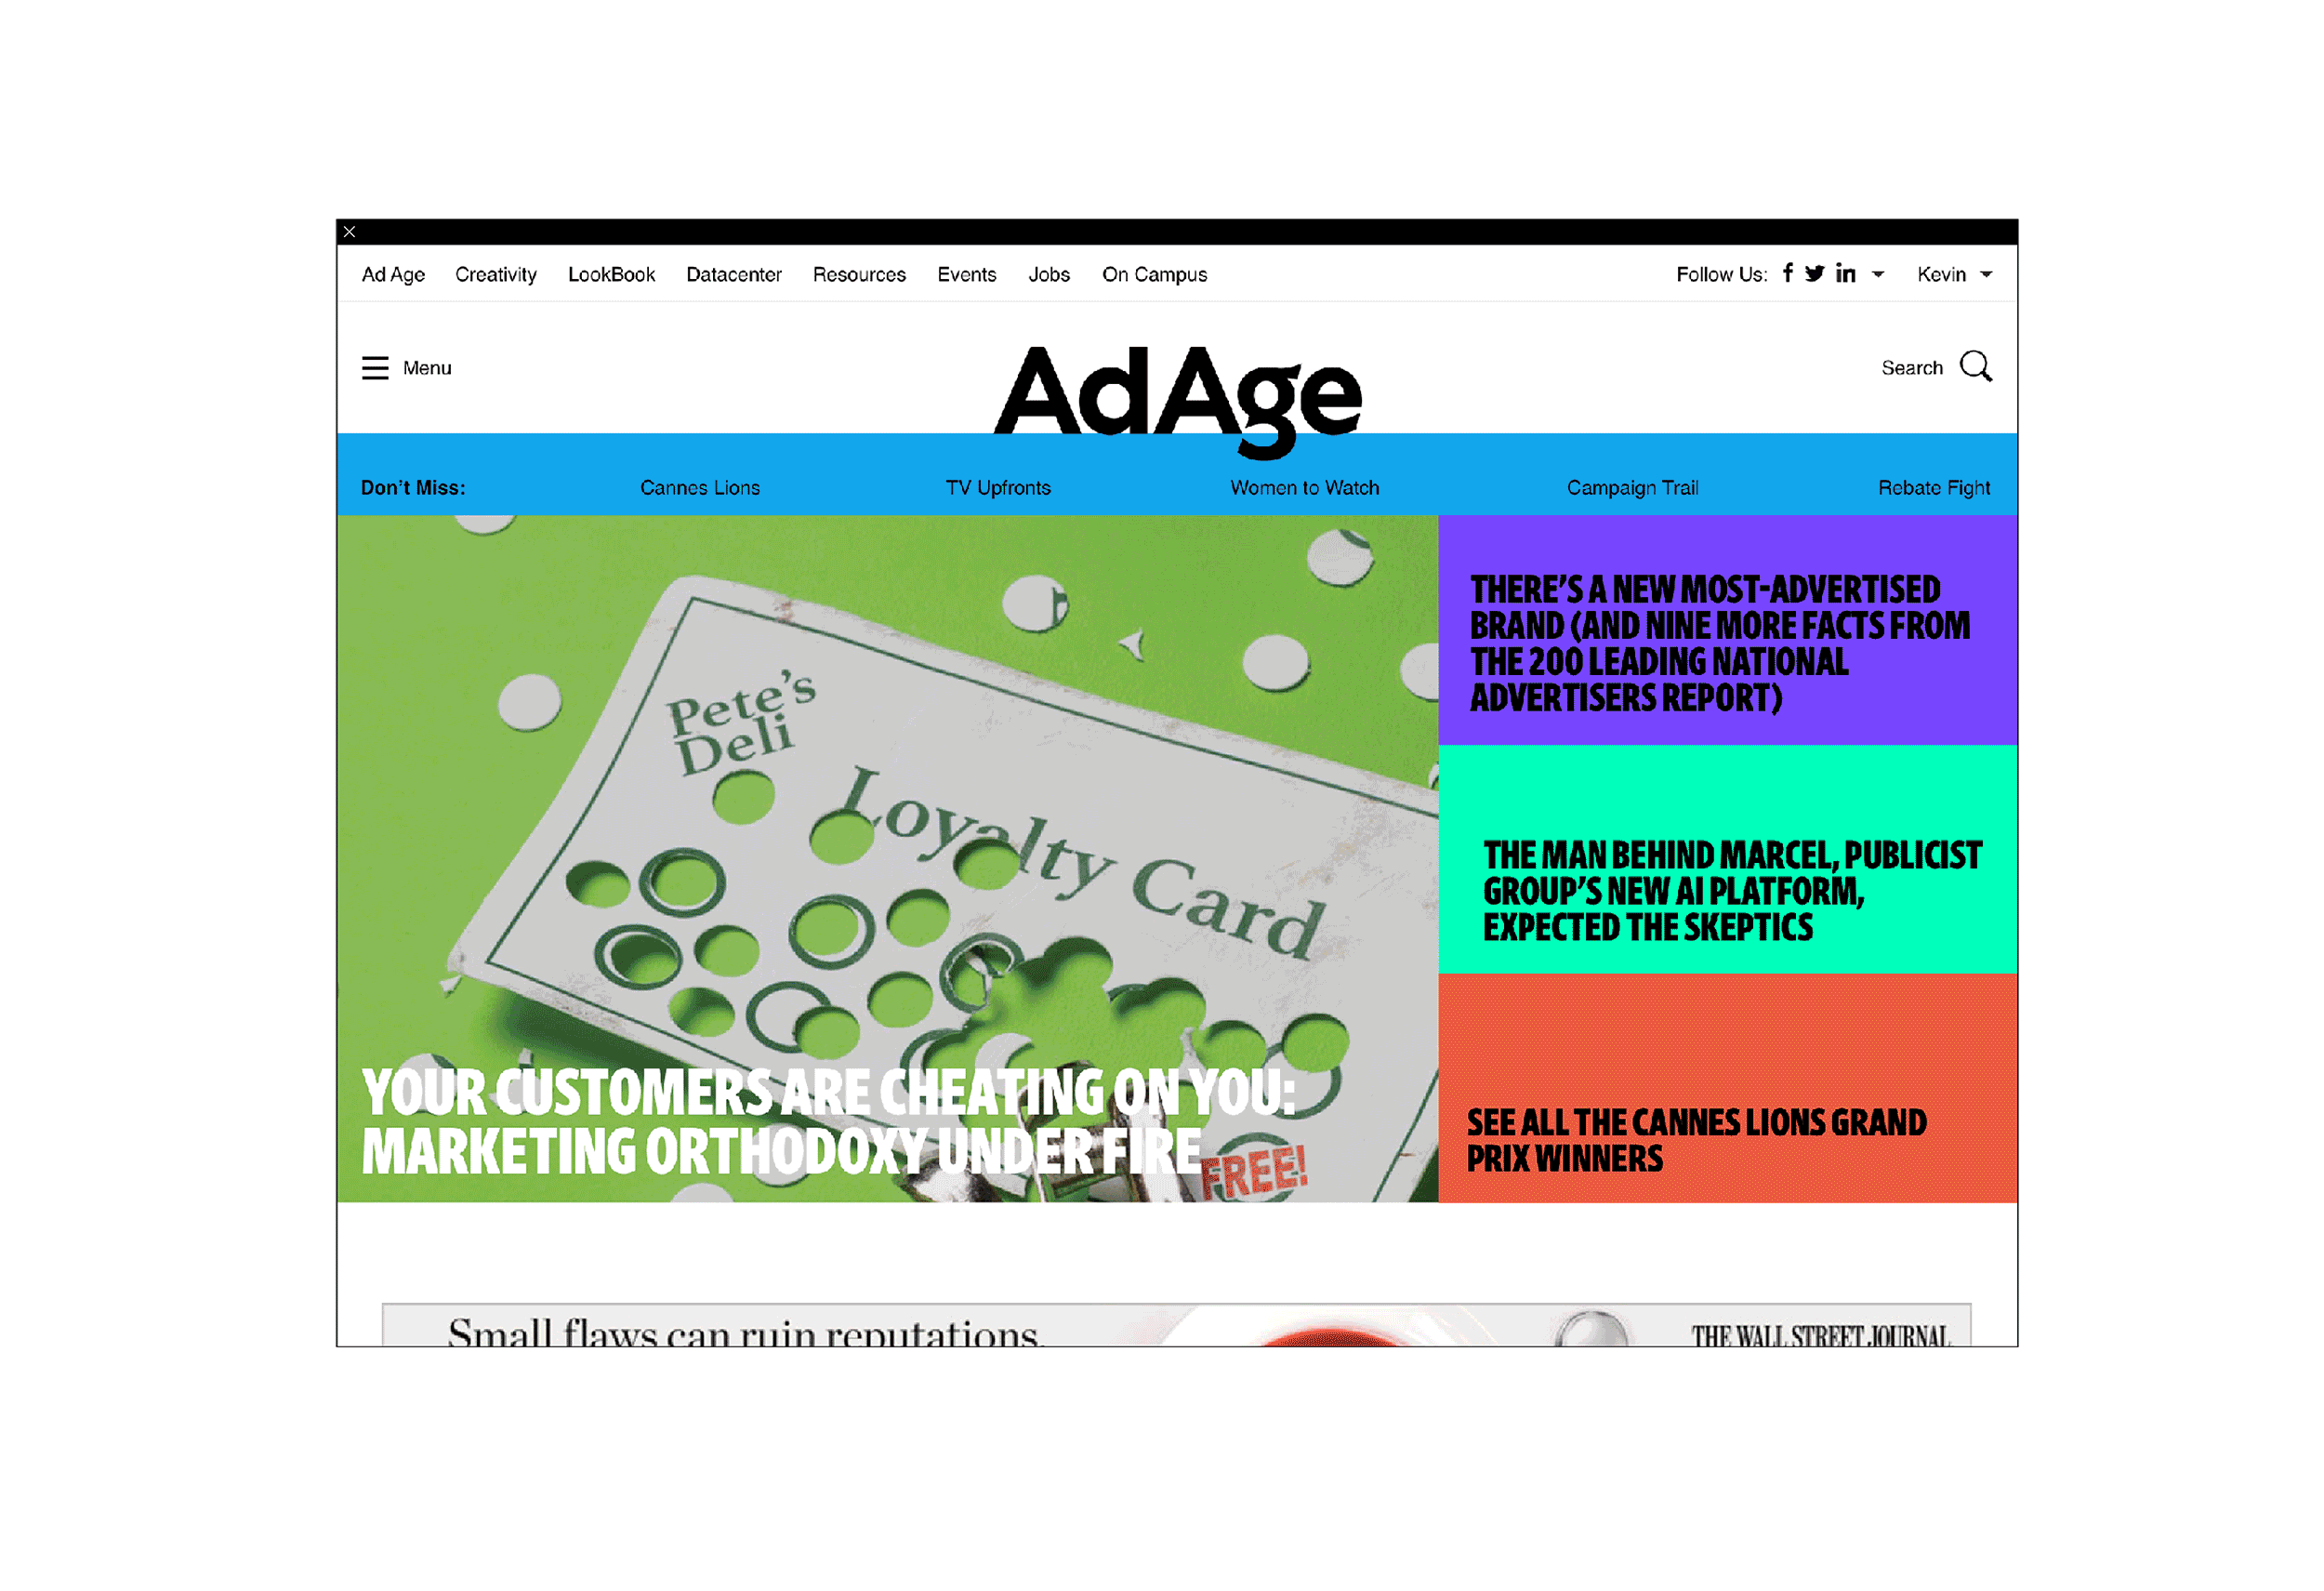 Ad Age Creativity LookBook Datacenter Resources Events Jobs On Campus Follow Us: Kevin
Menu
AdAge
Search
Don't Miss: Cannes Lions TV Upfronts Women to Watch Campaign Trail Rebate Fight
Pete's
Deli
Loyalty Card
FREE!
YOUR CUSTOMERS ARE CHEATING ON YOU:
MARKETING ORTHODOXY UNDER FIRE
THERE'S A NEW MOST-ADVERTISED
BRAND (AND NINE MORE FACTS FROM
THE 200 LEADING NATIONAL
ADVERTISERS REPORT)
THE MAN BEHIND MARCEL, PUBLICIST
GROUP'S NEW AI PLATFORM,
EXPECTED THE SKEPTICS
SEE ALL THE CANNES LIONS GRAND
PRIX WINNERS
Small flaws can ruin reputations.
THE WALL STREET JOURNAL